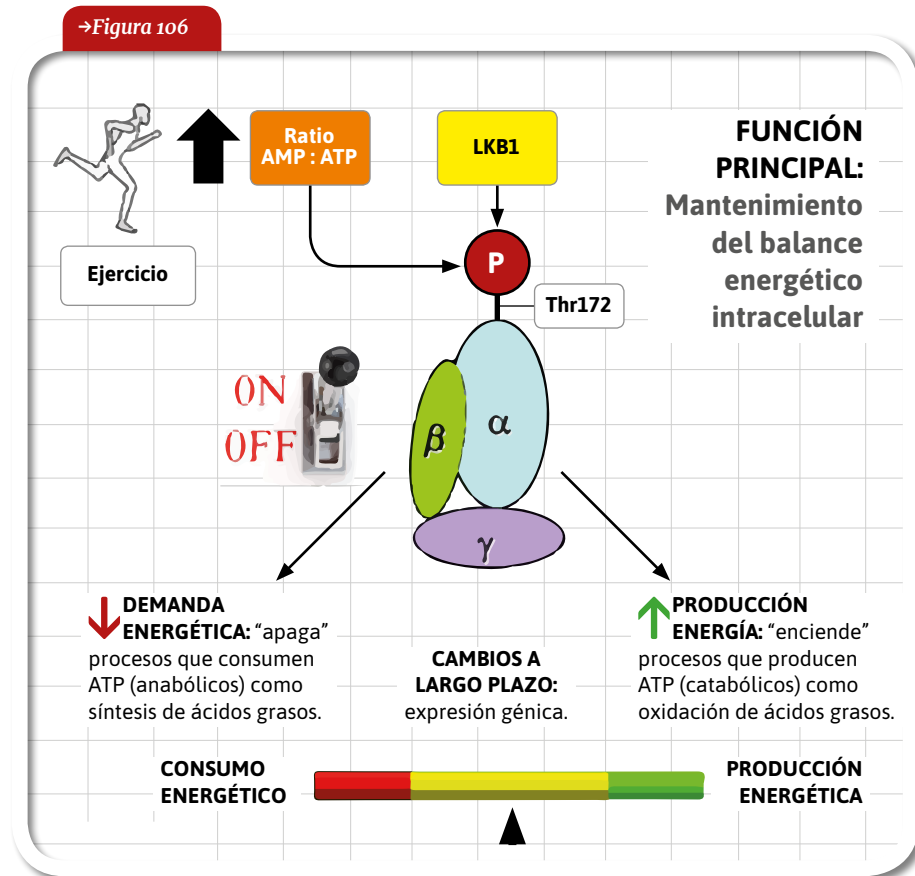 →Figura 106
Ratio
AMP : ATP
LKB1
FUNCIÓN
PRINCIPAL:
Mantenimiento
del balance
energético
intracelular
Ejercicio
P
Thr172
ON
OFF
β
α
γ
DEMANDA
ENERGÉTICA: “apaga”
procesos que consumen
ATP (anabólicos) como
síntesis de ácidos grasos.
CAMBIOS A
LARGO PLAZO:
expresión génica.
PRODUCCIÓN
ENERGÍA: “enciende”
procesos que producen
ATP (catabólicos) como
oxidación de ácidos grasos.
CONSUMO
ENERGÉTICO
PRODUCCIÓN
ENERGÉTICA